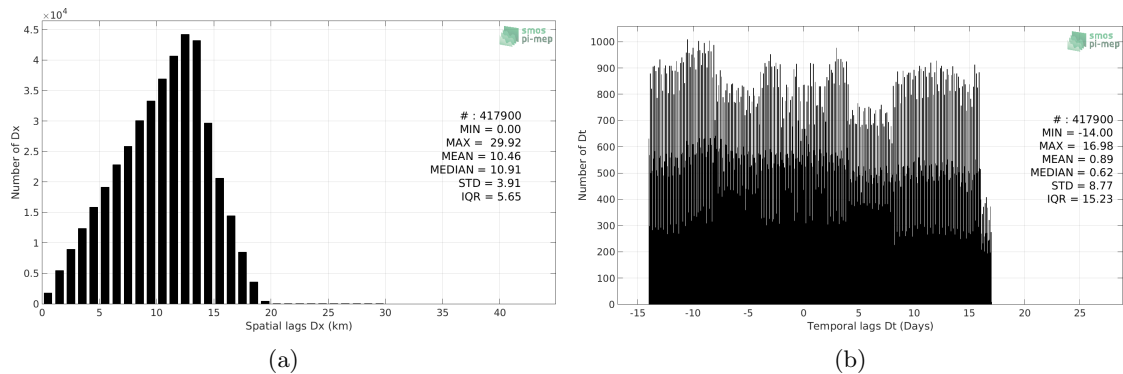 ×10⁴
4.5
4
3.5
3
2.5
2
1.5
1
0.5
0
Number of Dx
0 5 10 15 20 25 30 35 40
Spatial lags Dx (km)
smos
pi-mep
# : 417900
MIN = 0.00
MAX = 29.92
MEAN = 10.46
MEDIAN = 10.91
STD = 3.91
IQR = 5.65
(a)
1000
900
800
700
600
500
400
300
200
100
0
Number of Dt
-15 -10 -5 0 5 10 15 20 25
Temporal lags Dt (Days)
smos
pi-mep
# : 417900
MIN = -14.00
MAX = 16.98
MEAN = 0.89
MEDIAN = 0.62
STD = 8.77
IQR = 15.23
(b)